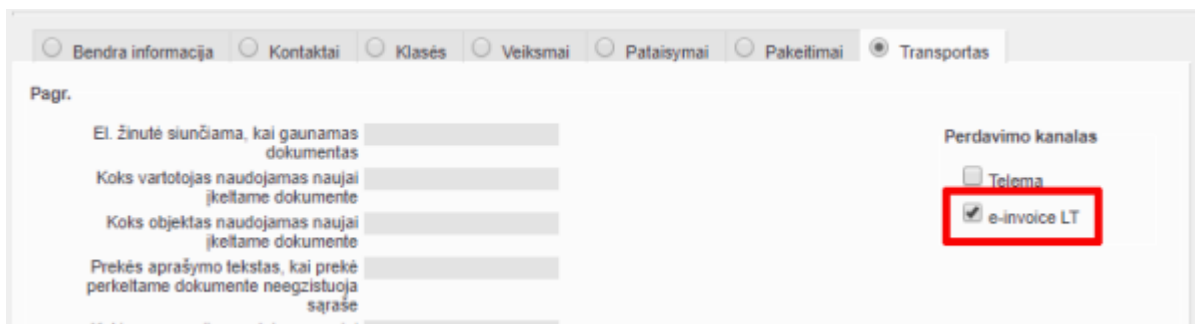 Bendra informacija Kontaktai Klasės Veiksmai Pataisymai Pakeitimai Transportas
Pagr.
El. žinutė siunčiama, kai gaunamas
dokumentas
Koks vartotojas naudojamas naujai
įkeltame dokumente
Koks objektas naudojamas naujai
įkeltame dokumente
Prekės aprašymo tekstas, kai prekė
perkeltame dokumente neegzistuoja
sąraše
Perdavimo kanalas
Telema
e-invoice LT